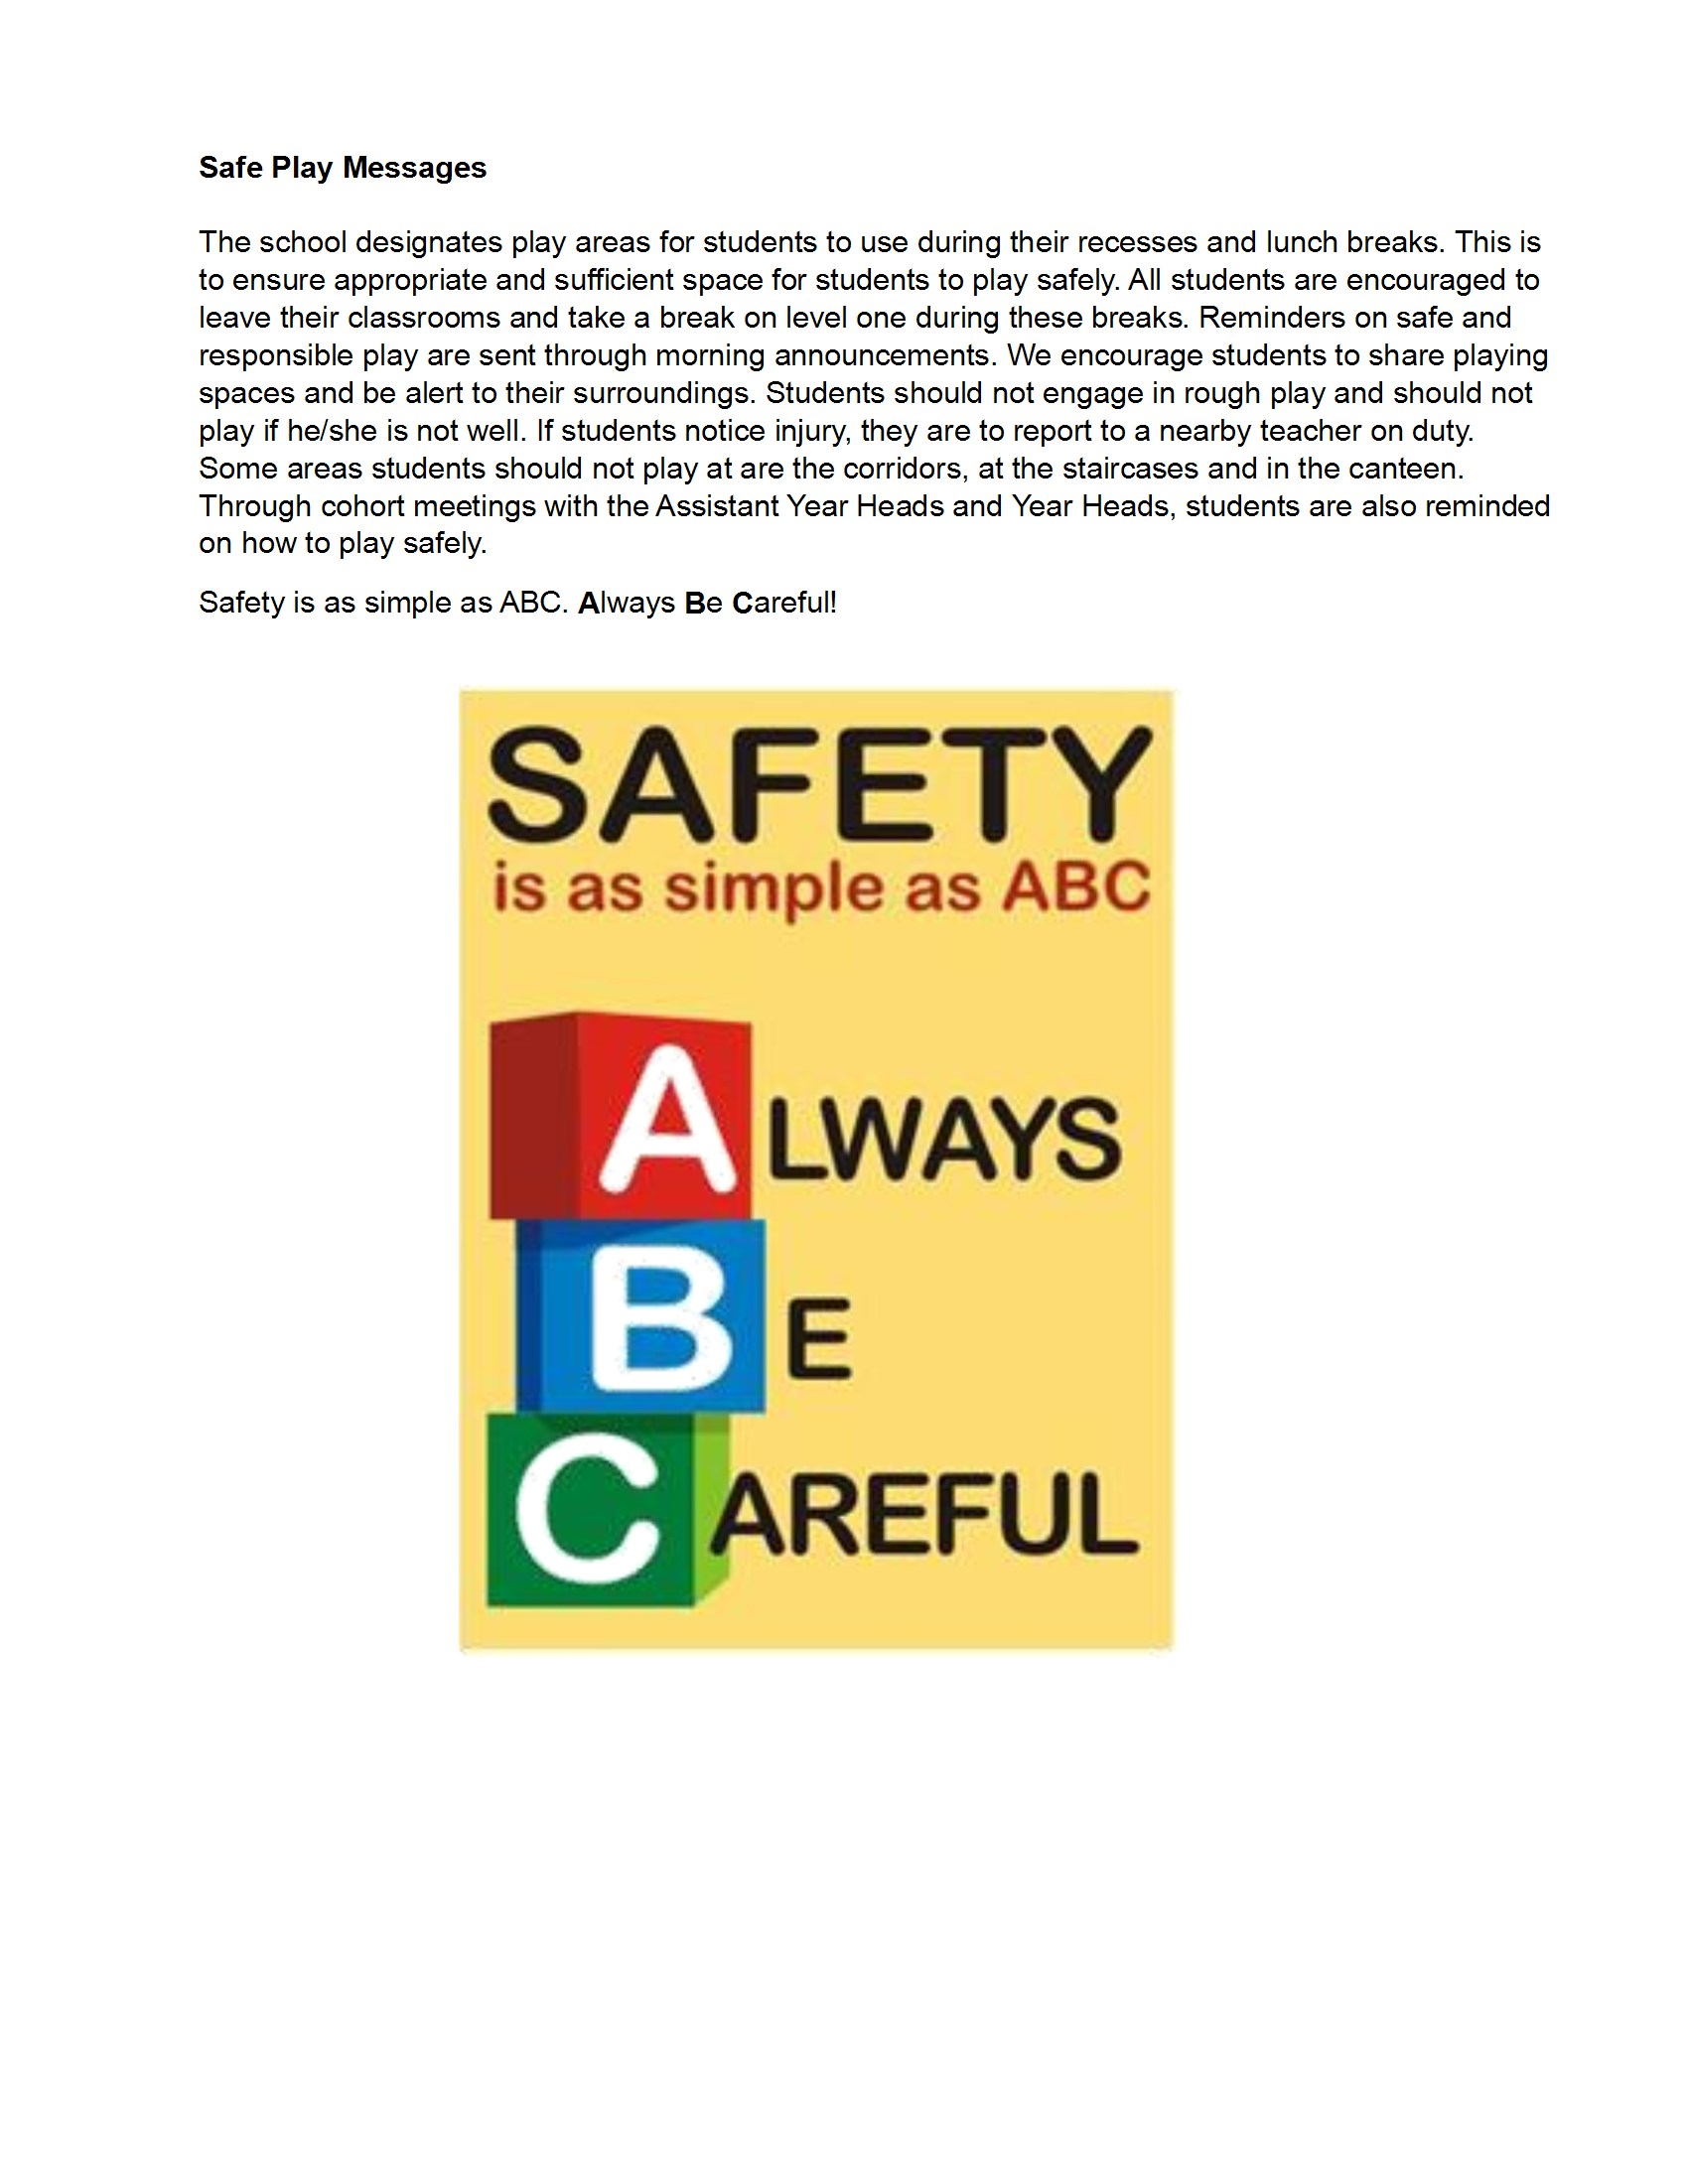 Safe Play Messages
The school designates play areas for students to use during their recesses and lunch breaks. This is
to ensure appropriate and sufficient space for students to play safely. All students are encouraged to
leave their classrooms and take a break on level one during these breaks. Reminders on safe and
responsible play are sent through morning announcements. We encourage students to share playing
spaces and be alert to their surroundings. Students should not engage in rough play and should not
play if he/she is not well. If students notice injury, they are to report to a nearby teacher on duty.
Some areas students should not play at are the corridors, at the staircases and in the canteen.
Through cohort meetings with the Assistant Year Heads and Year Heads, students are also reminded
on how to play safely.
Safety is as simple as ABC. Always Be Careful!
SAFETY
is as simple as ABC
ALWAYS
BE
CAREFUL